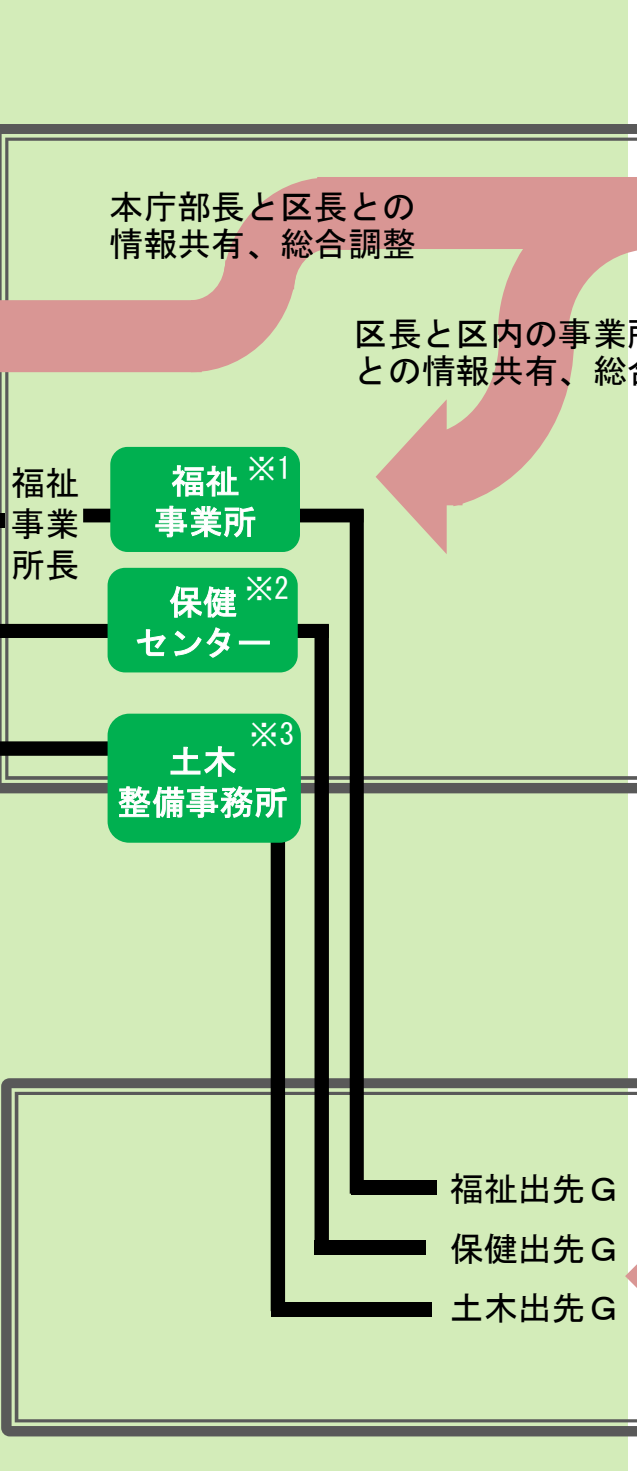 本庁部長と区長との
情報共有、総合調整
区長と区内の事業
との情報共有、総
福祉
事業
所長
福祉※1
事業所
保健※2
センター
※3
土木
整備事務所
福祉出先G
保健出先G
土木出先G